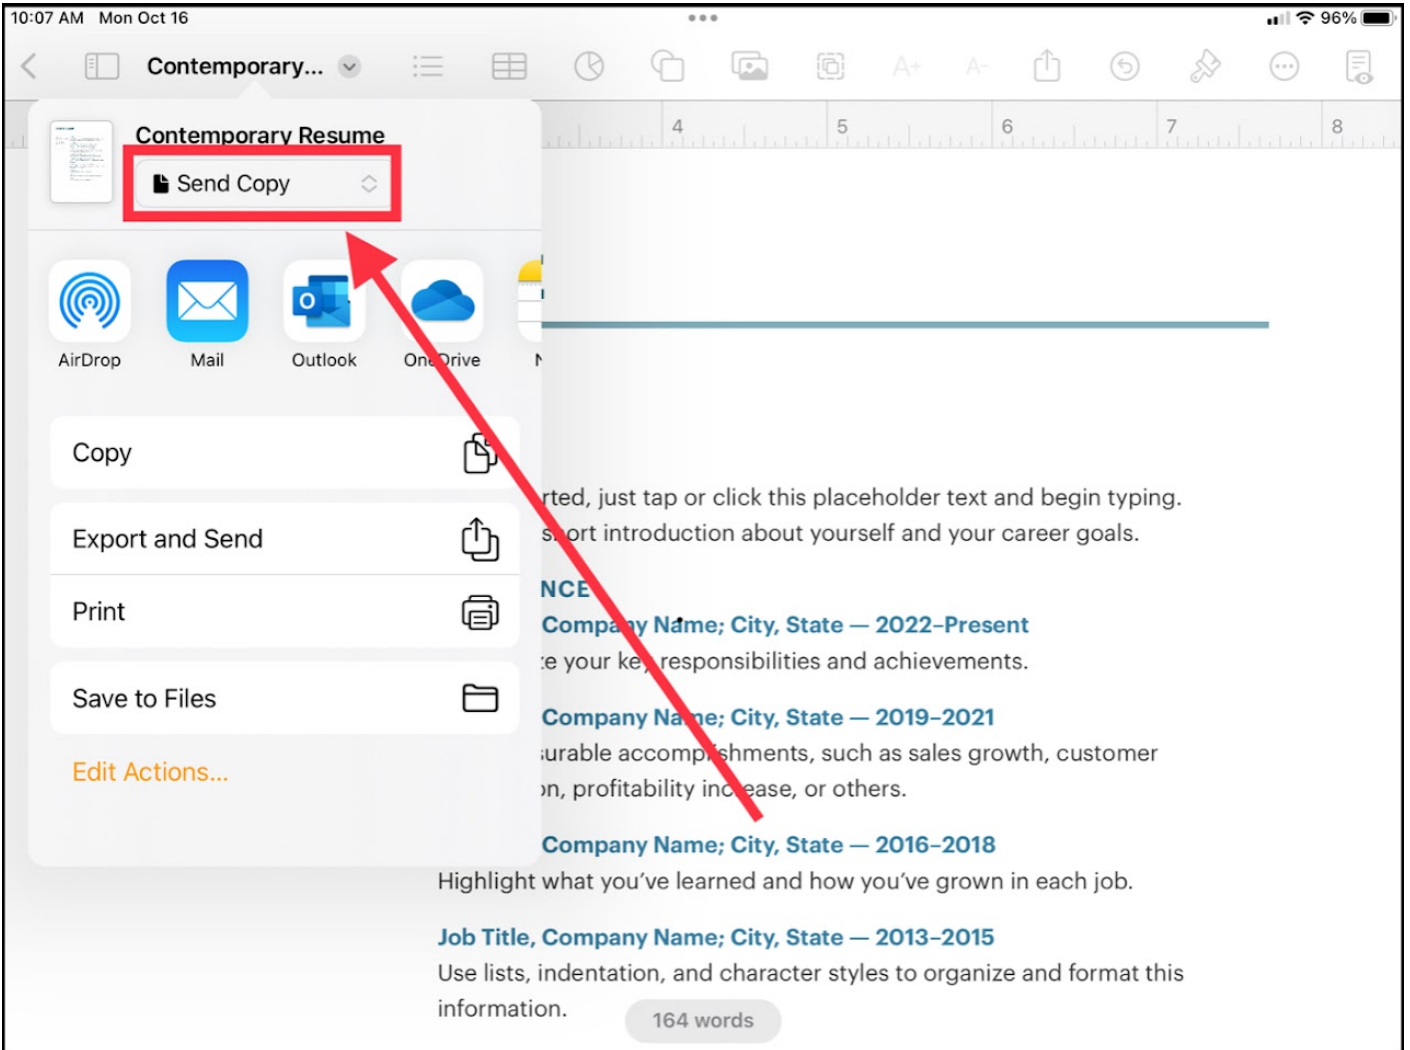 10:07 AM Mon Oct 16
96%
Contemporary...
A+ A-
4 5 6 7 8
Contemporary Resume
Send Copy
AirDrop Mail Outlook OneDrive
Copy
Export and Send
Print
Save to Files
Edit Actions...
just tap or click this placeholder text and begin typing.
short introduction about yourself and your career goals.
Company Name; City, State — 2022–Present
your key responsibilities and achievements.
Company Name; City, State — 2019–2021
accomplishments, such as sales growth, customer
profitability increase, or others.
Company Name; City, State — 2016–2018
Highlight what you’ve learned and how you’ve grown in each job.
Job Title, Company Name; City, State — 2013–2015
Use lists, indentation, and character styles to organize and format this
information.
164 words